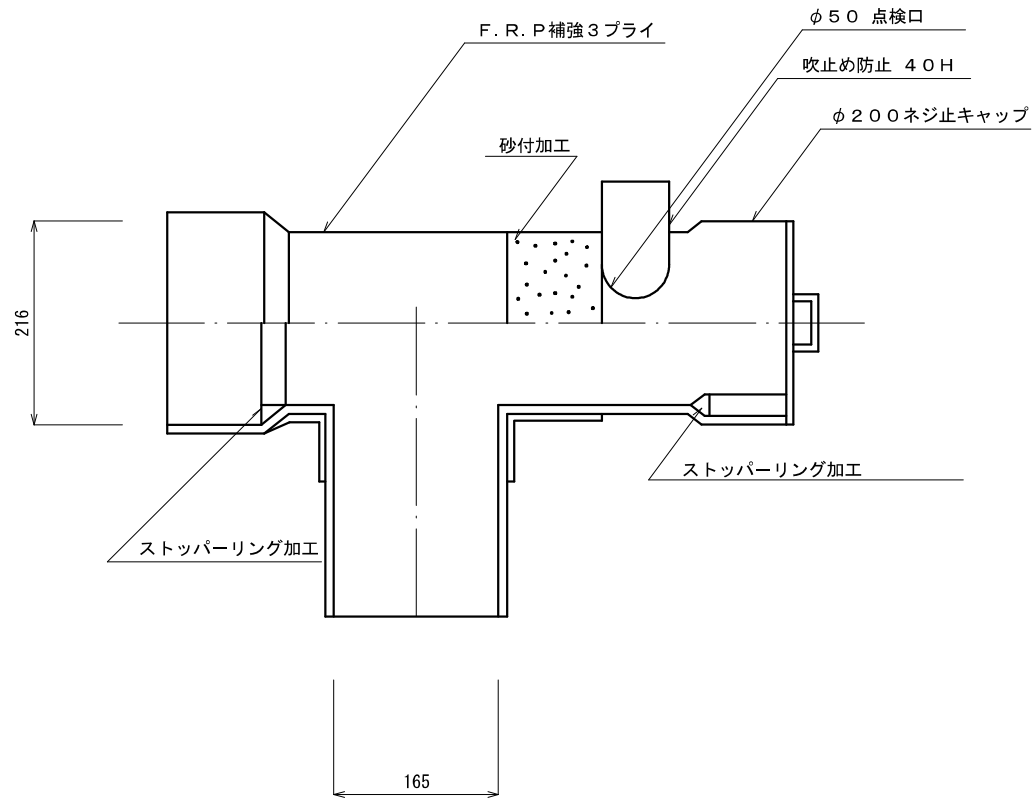 φ５０ 点検口
Ｆ．Ｒ．Ｐ補強３プライ
吹止め防止 ４０Ｈ
φ２００ネジ止キャップ
砂付加工
216
ストッパーリング加工
ストッパーリング加工
165